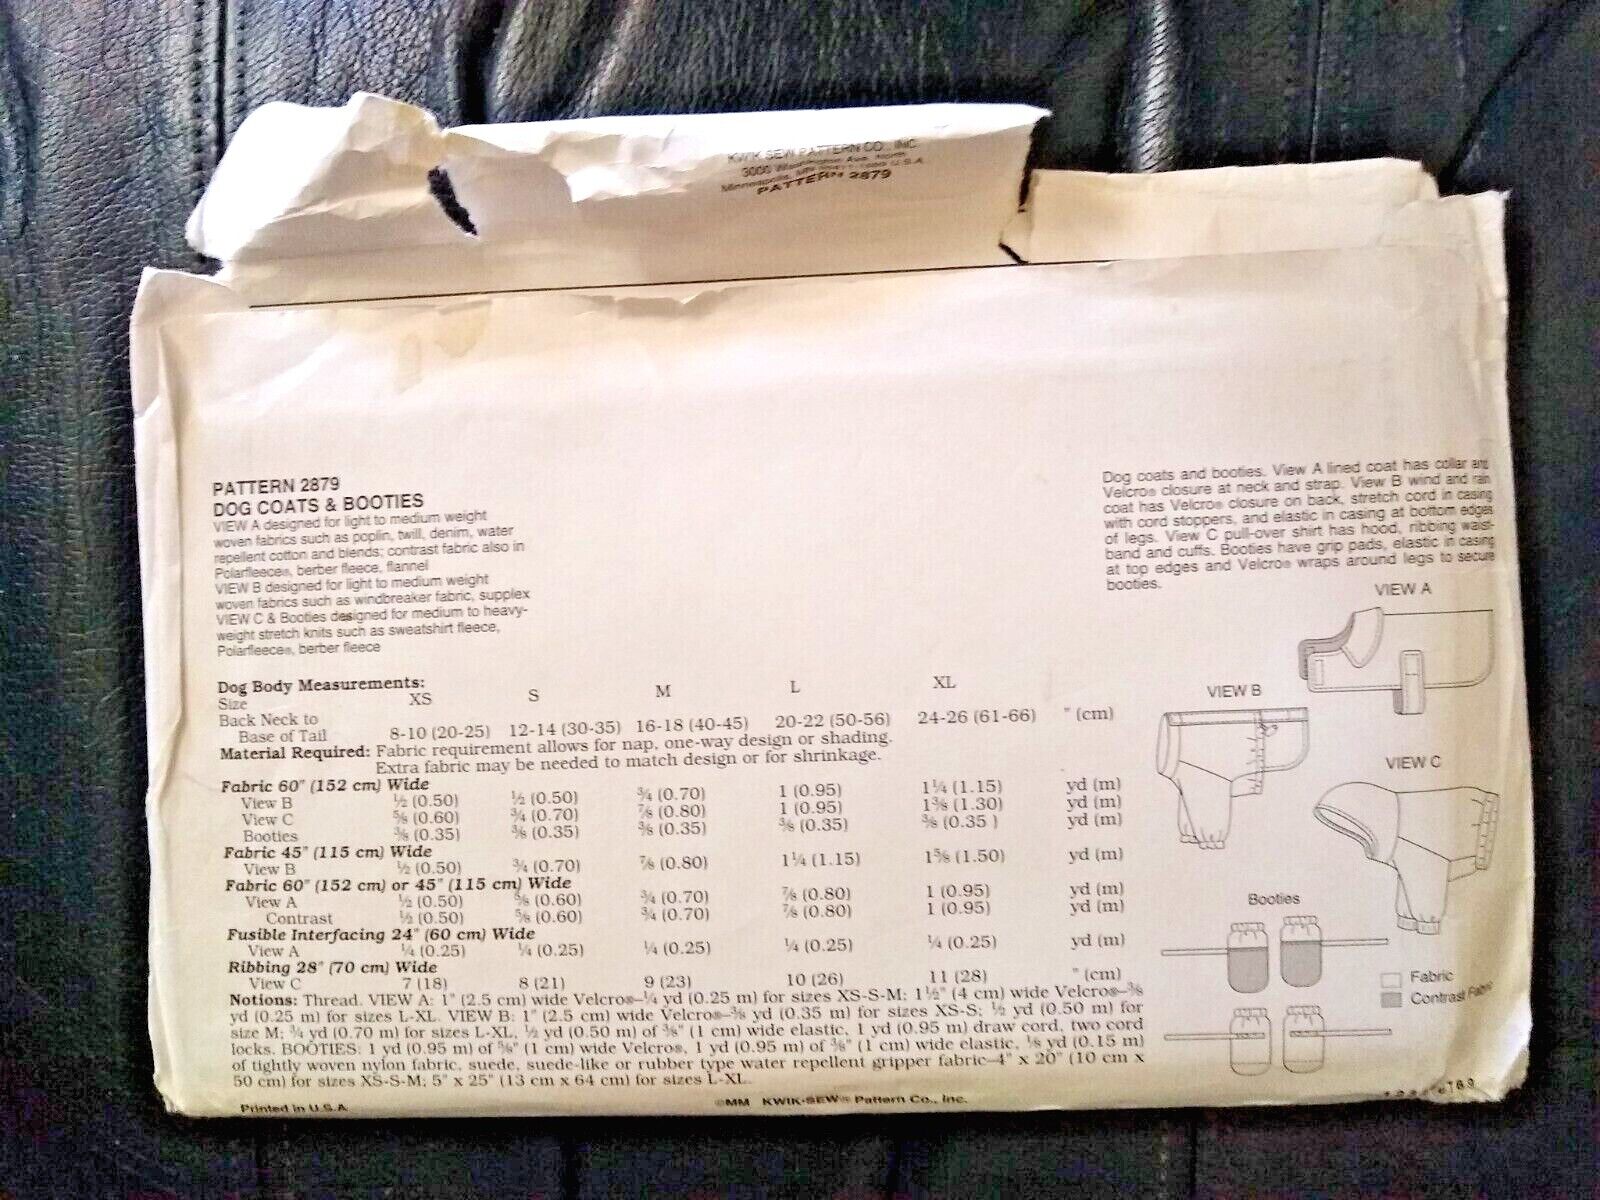 KWIK SEW PATTERN CO., INC
3000 Washington Ave. North
Minneapolis, MN U.S.A.
PATTERN 2879
PATTERN 2879
DOG COATS & BOOTIES
VIEW A designed for light to medium weight
woven fabrics such as poplin, twill, denim, water
repellent cotton and blends; contrast fabric also in
Polarfleece®, berber fleece, flannel
VIEW B designed for light to medium weight
woven fabrics such as windbreaker fabric, supplex
VIEW C & Booties designed for medium to heavy-
weight stretch knits such as sweatshirt fleece,
Polarfleece®, berber fleece
Dog coats and booties. View A lined coat has collar and
Velcro® closure at neck and strap. View B wind and rain
coat has Velcro® closure on back, stretch cord in casing
with cord stoppers, and elastic in casing at bottom edges
of legs. View C pull-over shirt has hood, ribbing waist-
band and cuffs. Booties have grip pads, elastic in casing
at top edges and Velcro® wraps around legs to secure
booties.
Dog Body Measurements:
Size XS S M L XL
Back Neck to
Base of Tail 8-10 (20-25) 12-14 (30-35) 16-18 (40-45) 20-22 (50-56) 24-26 (61-66) " (cm)
Material Required: Fabric requirement allows for nap, one-way design or shading.
Extra fabric may be needed to match design or for shrinkage.
Fabric 60" (152 cm) Wide
View B ½ (0.50) ½ (0.50) ¾ (0.70) 1 (0.95) 1¼ (1.15) yd (m)
View C ⅝ (0.60) ¾ (0.70) ⅞ (0.80) 1 (0.95) 1⅜ (1.30) yd (m)
Booties ⅜ (0.35) ⅜ (0.35) ⅜ (0.35) ⅜ (0.35) ⅜ (0.35 ) yd (m)
Fabric 45" (115 cm) Wide
View B ½ (0.50) ¾ (0.70) ⅞ (0.80) 1¼ (1.15) 1⅝ (1.50) yd (m)
Fabric 60" (152 cm) or 45" (115 cm) Wide
View A ½ (0.50) ⅝ (0.60) ¾ (0.70) ⅞ (0.80) 1 (0.95) yd (m)
Contrast ½ (0.50) ⅝ (0.60) ¾ (0.70) ⅞ (0.80) 1 (0.95) yd (m)
Fusible Interfacing 24" (60 cm) Wide
View A ¼ (0.25) ¼ (0.25) ¼ (0.25) ¼ (0.25) ¼ (0.25) yd (m)
Ribbing 28" (70 cm) Wide
View C 7 (18) 8 (21) 9 (23) 10 (26) 11 (28) " (cm)
Notions: Thread. VIEW A: 1" (2.5 cm) wide Velcro®–¼ yd (0.25 m) for sizes XS-S-M; 1½" (4 cm) wide Velcro®–⅜
yd (0.25 m) for sizes L-XL. VIEW B: 1" (2.5 cm) wide Velcro®–⅜ yd (0.35 m) for sizes XS-S; ½ yd (0.50 m) for
size M; ¾ yd (0.70 m) for sizes L-XL, ½ yd (0.50 m) of ⅜" (1 cm) wide elastic, 1 yd (0.95 m) draw cord, two cord
locks. BOOTIES: 1 yd (0.95 m) of ⅝" (1 cm) wide Velcro®, 1 yd (0.95 m) of ⅜" (1 cm) wide elastic, ⅛ yd (0.15 m)
of tightly woven nylon fabric, suede, suede-like or rubber type water repellent gripper fabric–4" x 20" (10 cm x
50 cm) for sizes XS-S-M; 5" x 25" (13 cm x 64 cm) for sizes L-XL.
Printed in U.S.A.
©MM KWIK•SEW® Pattern Co., Inc.
VIEW A
VIEW B
VIEW C
Booties
Fabric
Contrast Fabric